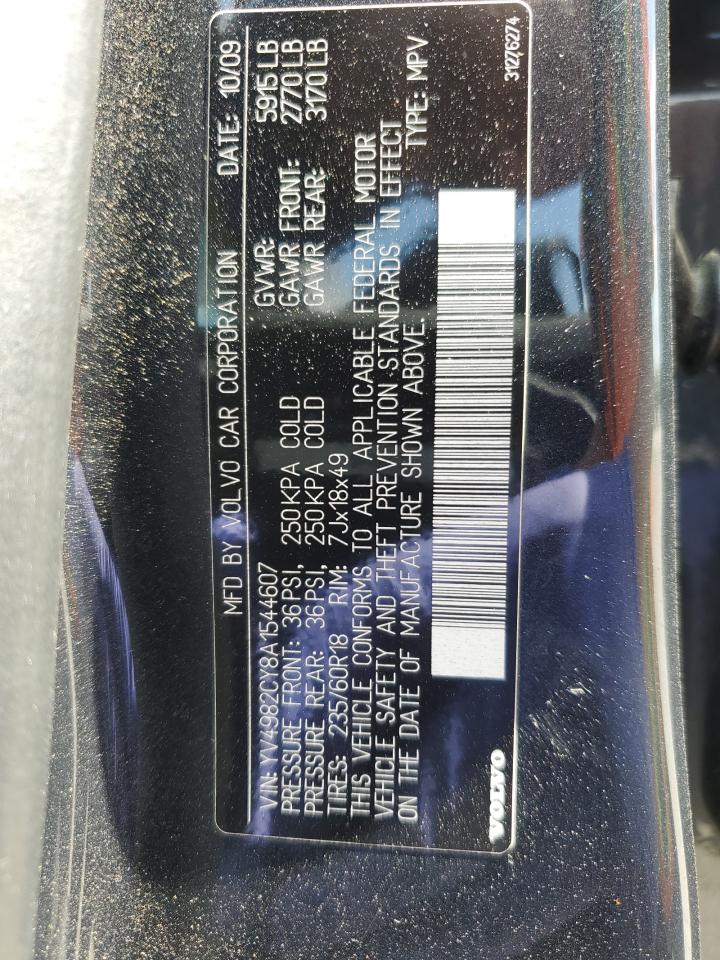 MFD BY VOLVO CAR CORPORATION DATE: 10/09
VIN: YV4982CY8A1544607 GVWR: 5915 LB
PRESSURE FRONT: 36 PSI, 250 KPA COLD GAWR FRONT: 2770 LB
PRESSURE REAR: 36 PSI, 250 KPA COLD GAWR REAR: 3170 LB
TIRES: 235/60R18 RIM: 7Jx18x49
THIS VEHICLE CONFORMS TO ALL APPLICABLE FEDERAL MOTOR
VEHICLE SAFETY AND THEFT PREVENTION STANDARDS IN EFFECT
ON THE DATE OF MANUFACTURE SHOWN ABOVE. TYPE: MPV
VOLVO
31276274